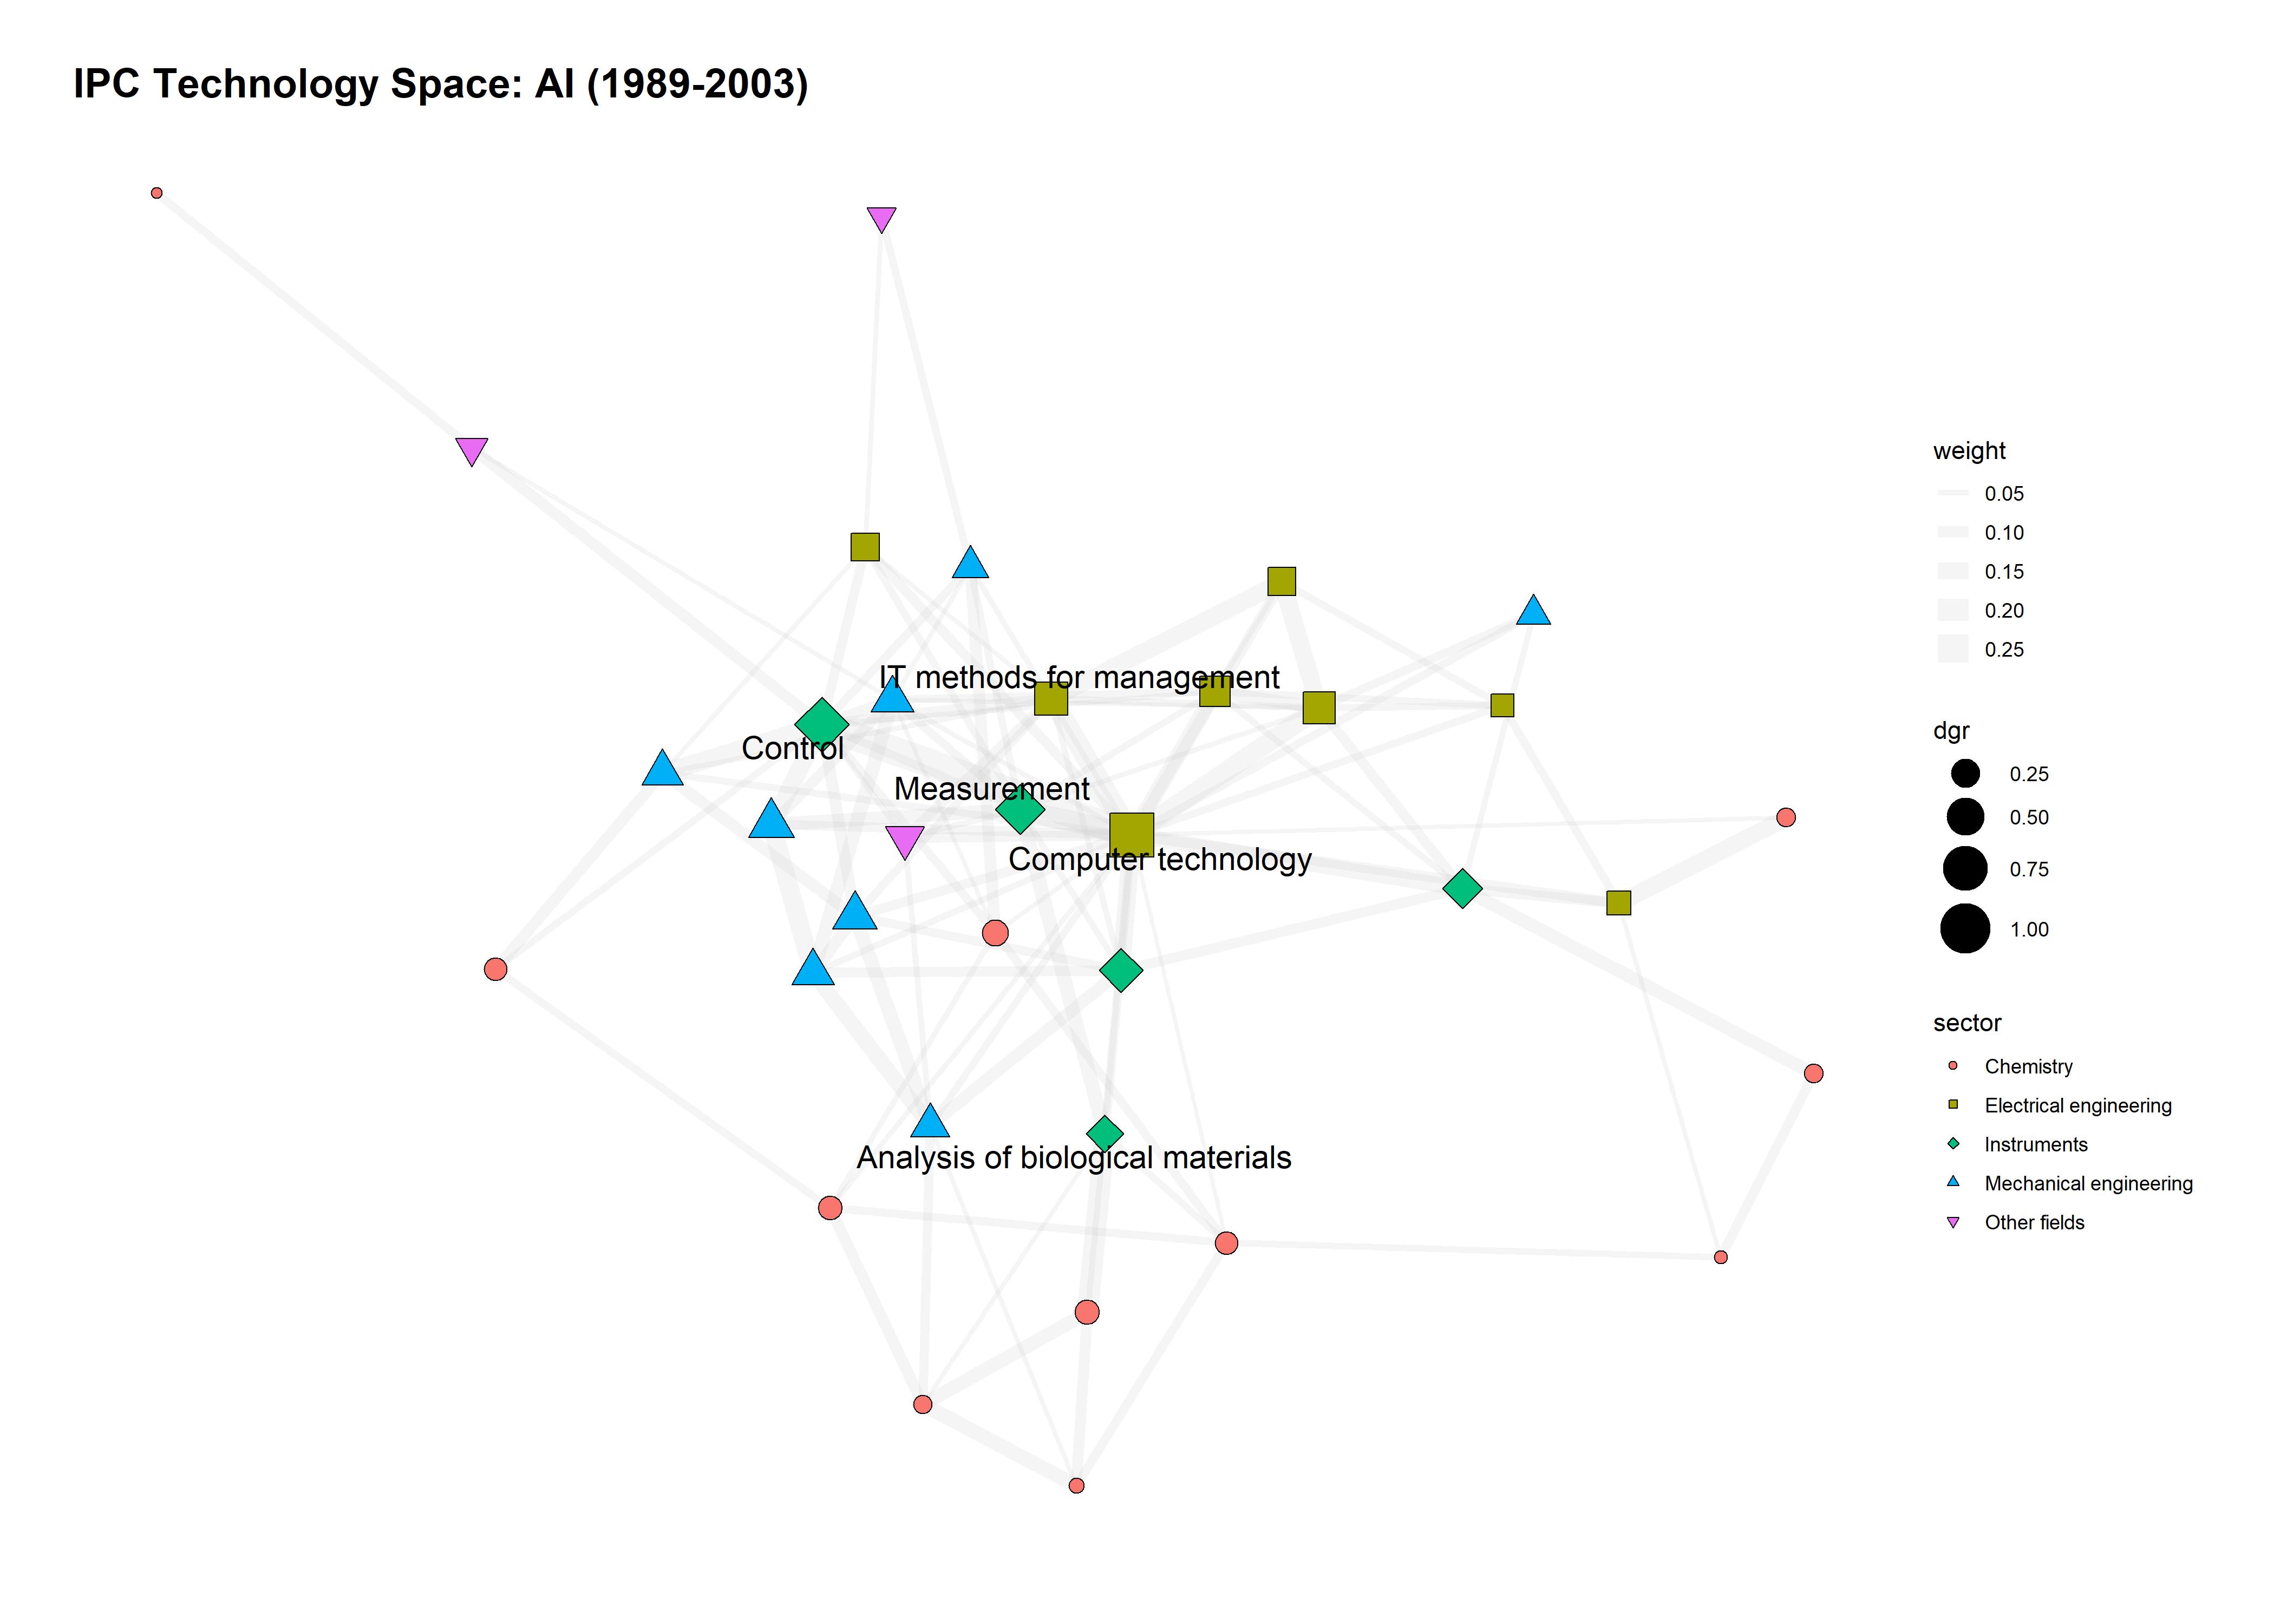 IPC Technology Space: AI (1989-2003)
IT methods for management
Control
Measurement
Computer technology
Analysis of biological materials
weight
0.05
0.10
0.15
0.20
0.25
dgr
0.25
0.50
0.75
1.00
sector
Chemistry
Electrical engineering
Instruments
Mechanical engineering
Other fields